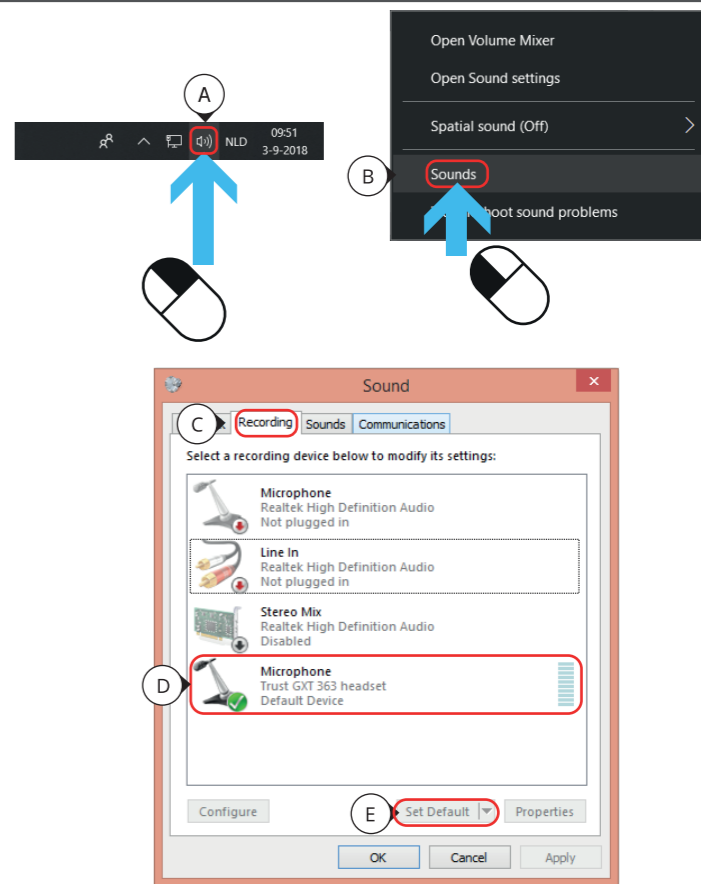 A
09:51
NLD
3-9-2018
Open Volume Mixer
Open Sound settings
Spatial sound (Off)
B
Sounds
hoot sound problems
Sound
C
Recording
Sounds
Communications
Select a recording device below to modify its settings:
Microphone
Realtek High Definition Audio
Not plugged in
Line In
Realtek High Definition Audio
Not plugged in
Stereo Mix
Realtek High Definition Audio
Disabled
D
Microphone
Trust GXT 363 headset
Default Device
Configure
E
Set Default
Properties
OK
Cancel
Apply